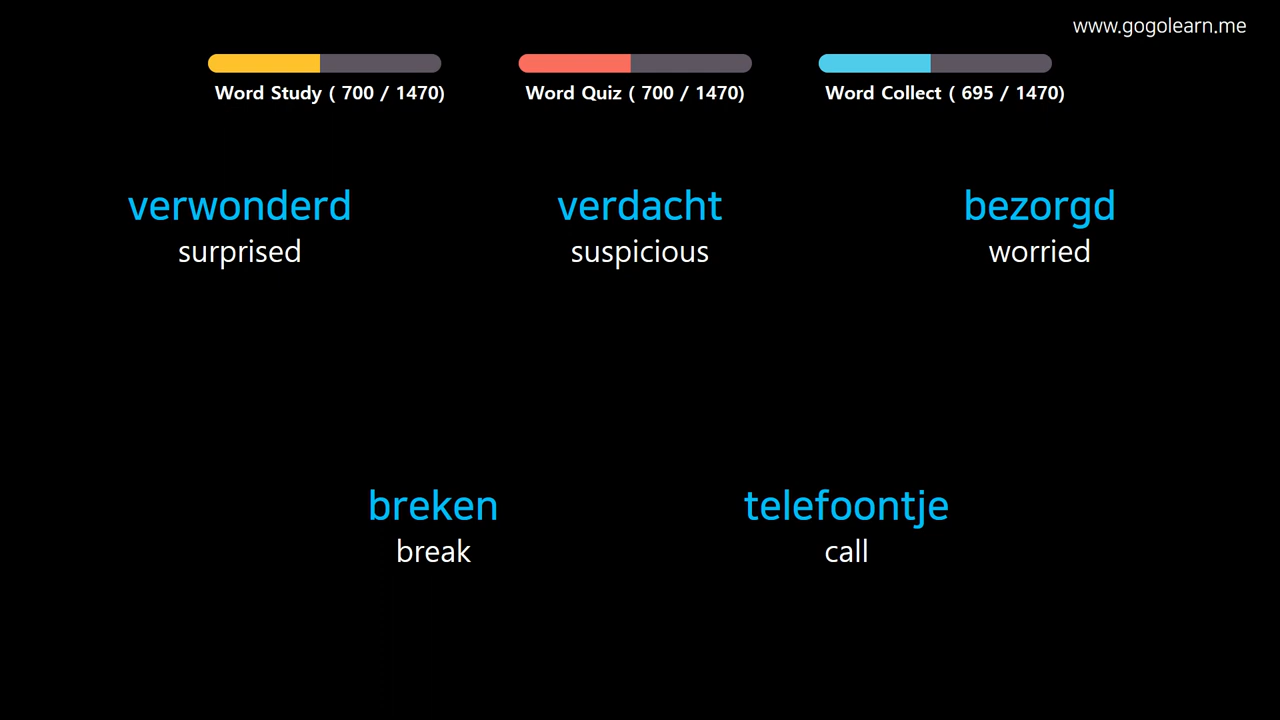 www.gogolearn.me
Word Study ( 700 / 1470)
Word Quiz ( 700 / 1470)
Word Collect ( 695 / 1470)
verwonderd
surprised
verdacht
suspicious
bezorgd
worried
breken
break
telefoontje
call